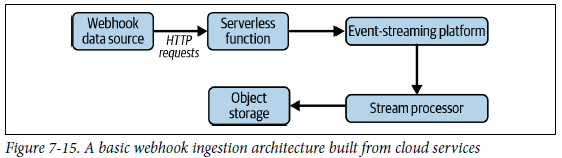 Webhook
data source
HTTP
requests
Serverless
function
Event-streaming platform
Object
storage
Stream processor
Figure 7-15. A basic webhook ingestion architecture built from cloud services